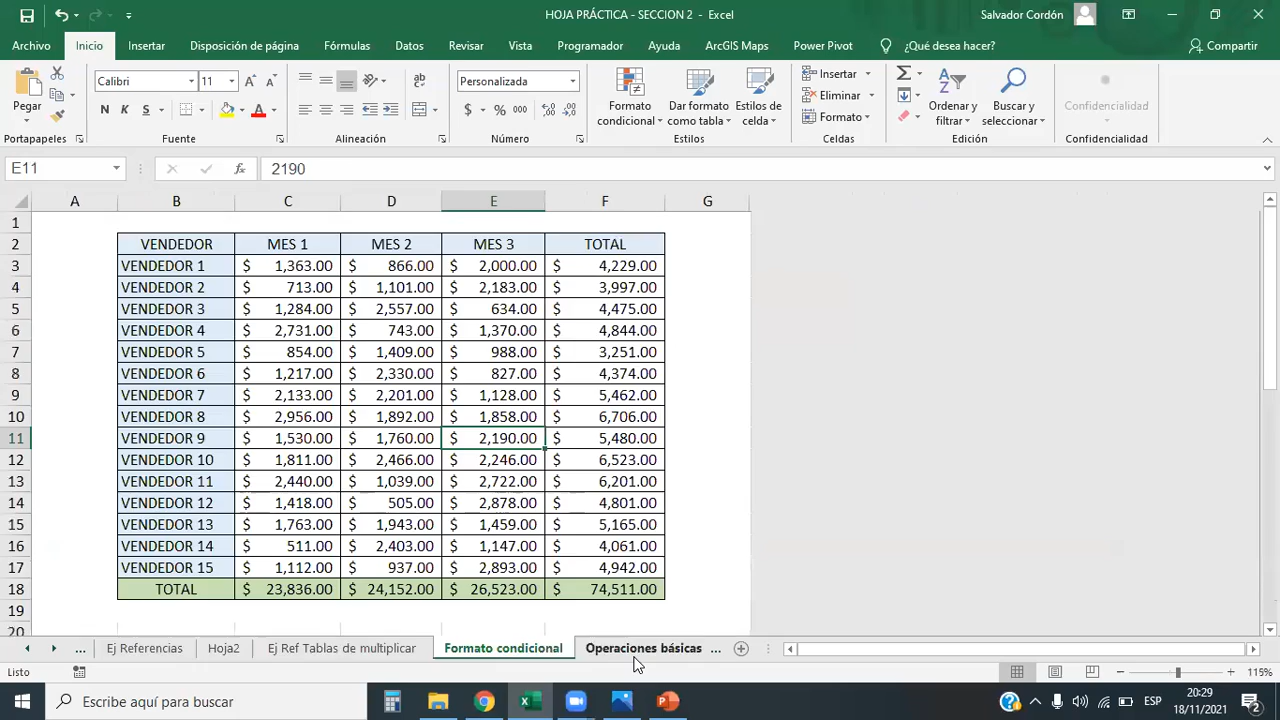 HOJA PRÁCTICA - SECCION 2 - Excel
Salvador Cordón
Archivo Inicio Insertar Disposición de página Fórmulas Datos Revisar Vista Programador Ayuda ArcGIS Maps Power Pivot ¿Qué desea hacer? Compartir
Pegar
Portapapeles
Calibri 11
N K S
Fuente
ab
Alineación
Personalizada
$ % 000
Número
Formato condicional
Dar formato como tabla
Estilos de celda
Estilos
Insertar
Eliminar
Formato
Celdas
Ordenar y filtrar
Buscar y seleccionar
Edición
Confidencialidad
Confidencialidad
E11 fx 2190
A B C D E F G
1
2 VENDEDOR MES 1 MES 2 MES 3 TOTAL
3 VENDEDOR 1 $ 1,363.00 $ 866.00 $ 2,000.00 $ 4,229.00
4 VENDEDOR 2 $ 713.00 $ 1,101.00 $ 2,183.00 $ 3,997.00
5 VENDEDOR 3 $ 1,284.00 $ 2,557.00 $ 634.00 $ 4,475.00
6 VENDEDOR 4 $ 2,731.00 $ 743.00 $ 1,370.00 $ 4,844.00
7 VENDEDOR 5 $ 854.00 $ 1,409.00 $ 988.00 $ 3,251.00
8 VENDEDOR 6 $ 1,217.00 $ 2,330.00 $ 827.00 $ 4,374.00
9 VENDEDOR 7 $ 2,133.00 $ 2,201.00 $ 1,128.00 $ 5,462.00
10 VENDEDOR 8 $ 2,956.00 $ 1,892.00 $ 1,858.00 $ 6,706.00
11 VENDEDOR 9 $ 1,530.00 $ 1,760.00 $ 2,190.00 $ 5,480.00
12 VENDEDOR 10 $ 1,811.00 $ 2,466.00 $ 2,246.00 $ 6,523.00
13 VENDEDOR 11 $ 2,440.00 $ 1,039.00 $ 2,722.00 $ 6,201.00
14 VENDEDOR 12 $ 1,418.00 $ 505.00 $ 2,878.00 $ 4,801.00
15 VENDEDOR 13 $ 1,763.00 $ 1,943.00 $ 1,459.00 $ 5,165.00
16 VENDEDOR 14 $ 511.00 $ 2,403.00 $ 1,147.00 $ 4,061.00
17 VENDEDOR 15 $ 1,112.00 $ 937.00 $ 2,893.00 $ 4,942.00
18 TOTAL $ 23,836.00 $ 24,152.00 $ 26,523.00 $ 74,511.00
19
20
... Ej Referencias Hoja2 Ej Ref Tablas de multiplicar Formato condicional Operaciones básicas ...
Listo 115%
Escribe aquí para buscar
ESP
20:29
18/11/2021
2